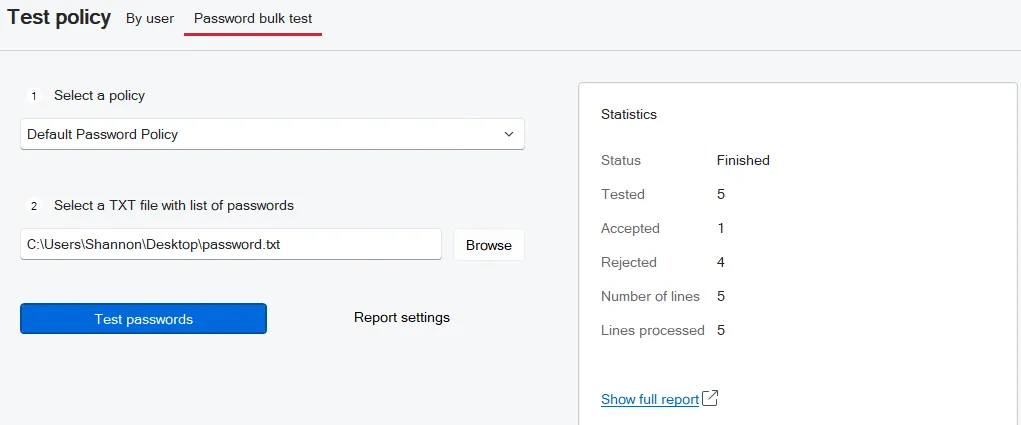 Test policy By user Password bulk test
1 Select a policy
Default Password Policy
2 Select a TXT file with list of passwords
C:\Users\Shannon\Desktop\password.txt Browse
Test passwords Report settings
Statistics
Status Finished
Tested 5
Accepted 1
Rejected 4
Number of lines 5
Lines processed 5
Show full report